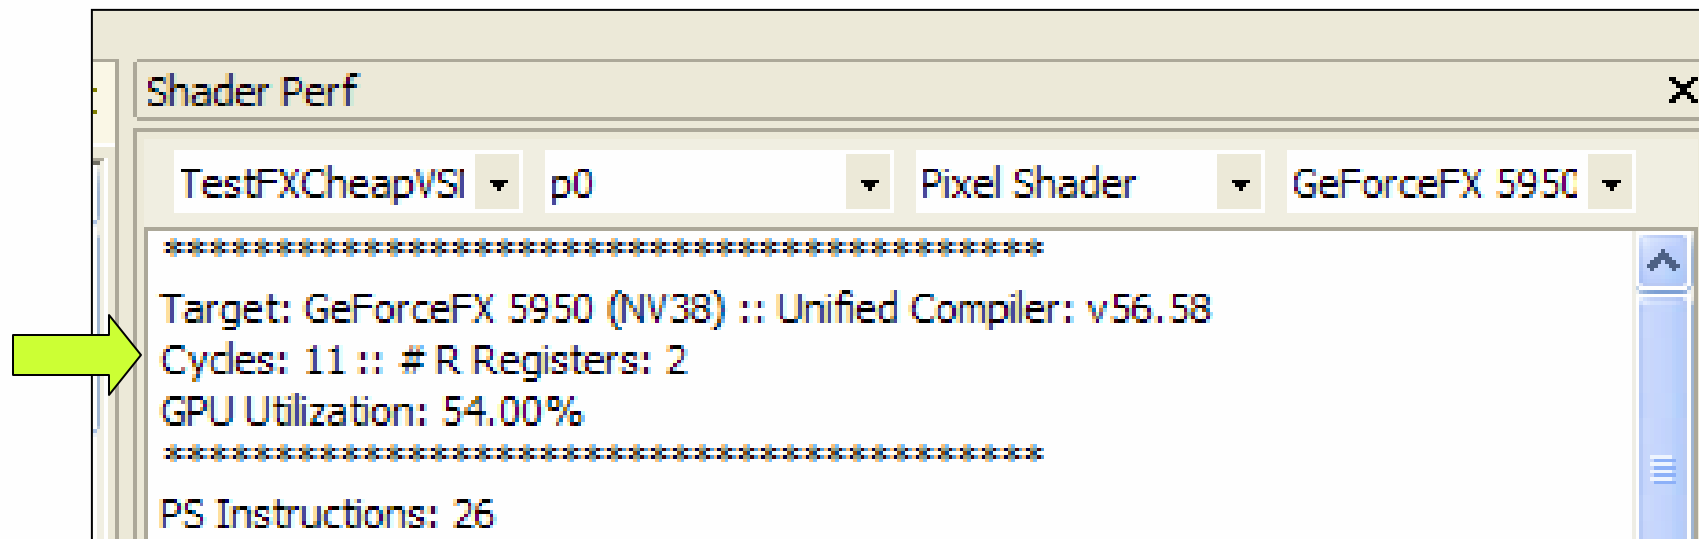 Shader Perf
TestFXCheapVSI p0 Pixel Shader GeForceFX 5950
******************************************
Target: GeForceFX 5950 (NV38) :: Unified Compiler: v56.58
Cycles: 11 :: # R Registers: 2
GPU Utilization: 54.00%
******************************************
PS Instructions: 26